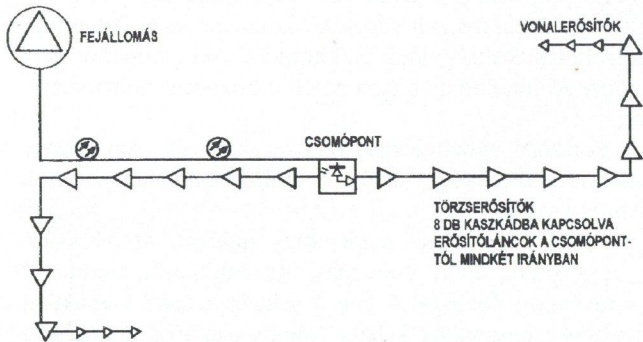 FEJÁLLOMÁS
VONALERŐSÍTŐK
CSOMÓPONT
TÖRZSERŐSÍTŐK
8 DB KASZKÁDBA KAPCSOLVA
ERŐSÍTŐLÁNCOK A CSOMÓPONT-
TÓL MINDKÉT IRÁNYBAN